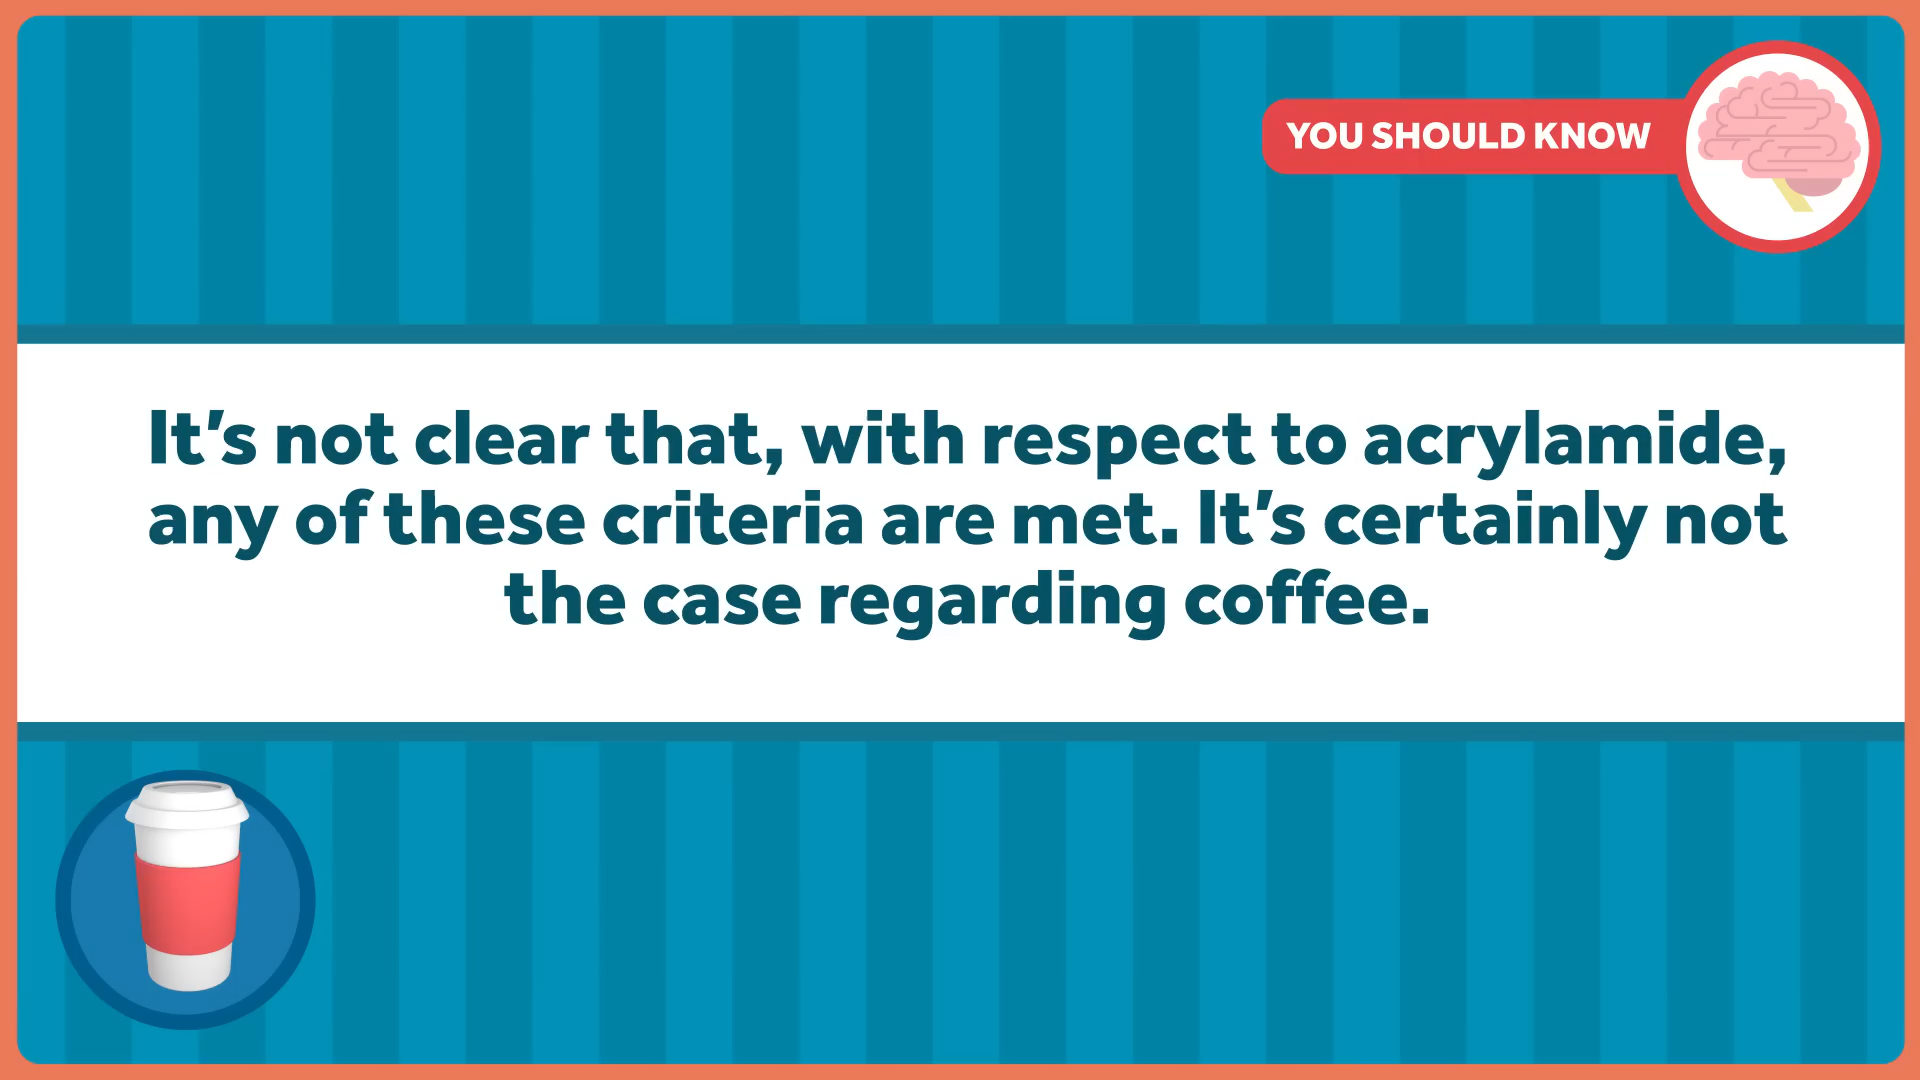 YOU SHOULD KNOW
It’s not clear that, with respect to acrylamide,
any of these criteria are met. It’s certainly not
the case regarding coffee.